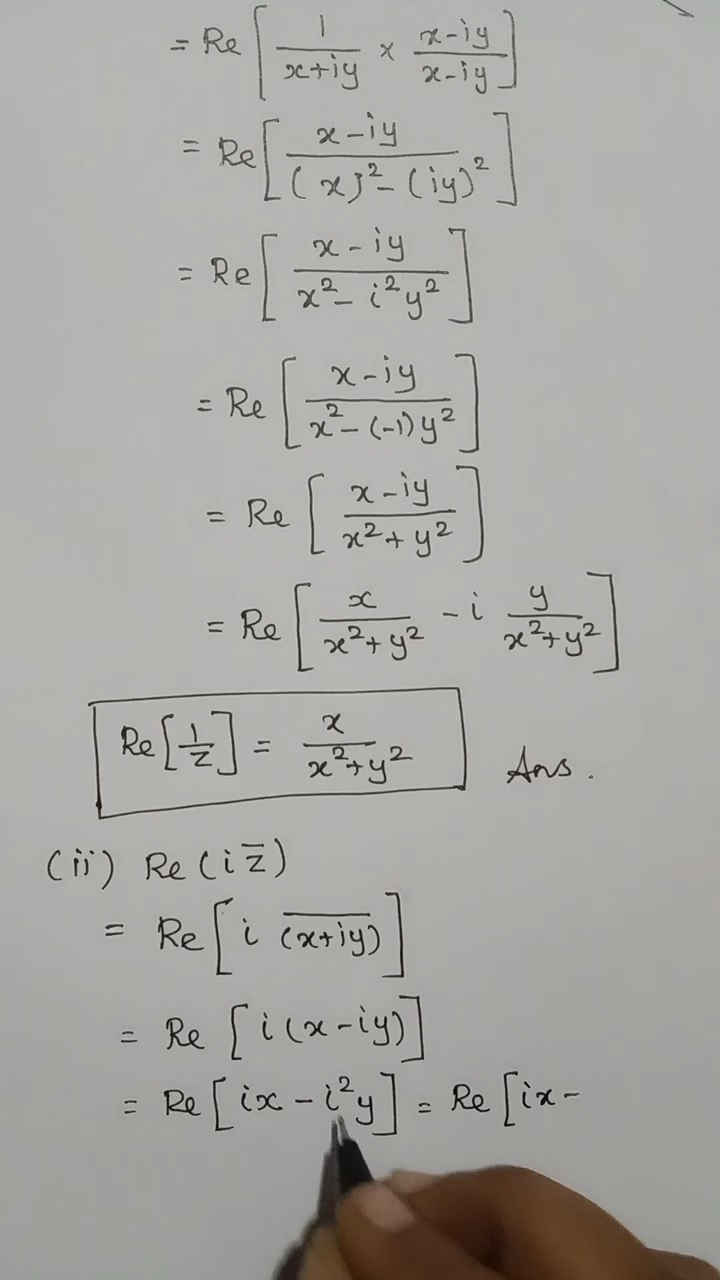 = Re [ 1/(x+iy) × (x-iy)/(x-iy) ]
= Re [ (x-iy)/((x)² - (iy)²) ]
= Re [ (x-iy)/(x² - i²y²) ]
= Re [ (x-iy)/(x² - (-1)y²) ]
= Re [ (x-iy)/(x²+y²) ]
= Re [ x/(x²+y²) - i y/(x²+y²) ]
Re[1/z] = x/(x²+y²) Ans.
(ii) Re(i z̅)
= Re [ i \overline{(x+iy)} ]
= Re [ i(x-iy) ]
= Re [ ix - i²y ] = Re [ ix -